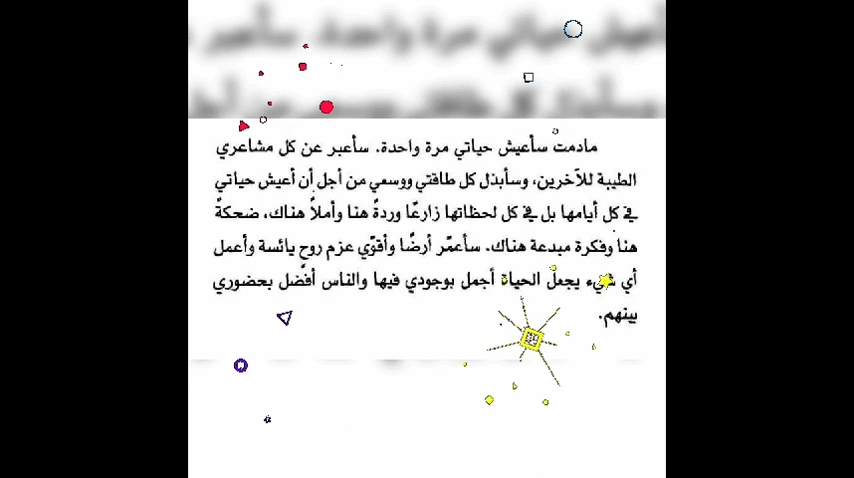 مادمت سأعيش حياتي مرة واحدة. سأعبر عن كل مشاعري
الطيبة للآخرين، وسأبذل كل طاقتي ووسعي من أجل أن أعيش حياتي
في كل أيامها بل في كل لحظاتها زارعًا وردةً هنا وأملاً هناك، ضحكةً
هنا وفكرة مبدعة هناك. سأعمّر أرضًا وأقوّي عزم روحٍ يائسة وأعمل
أي شيء يجعل الحياة أجمل بوجودي فيها والناس أفضل بحضوري
بينهم.